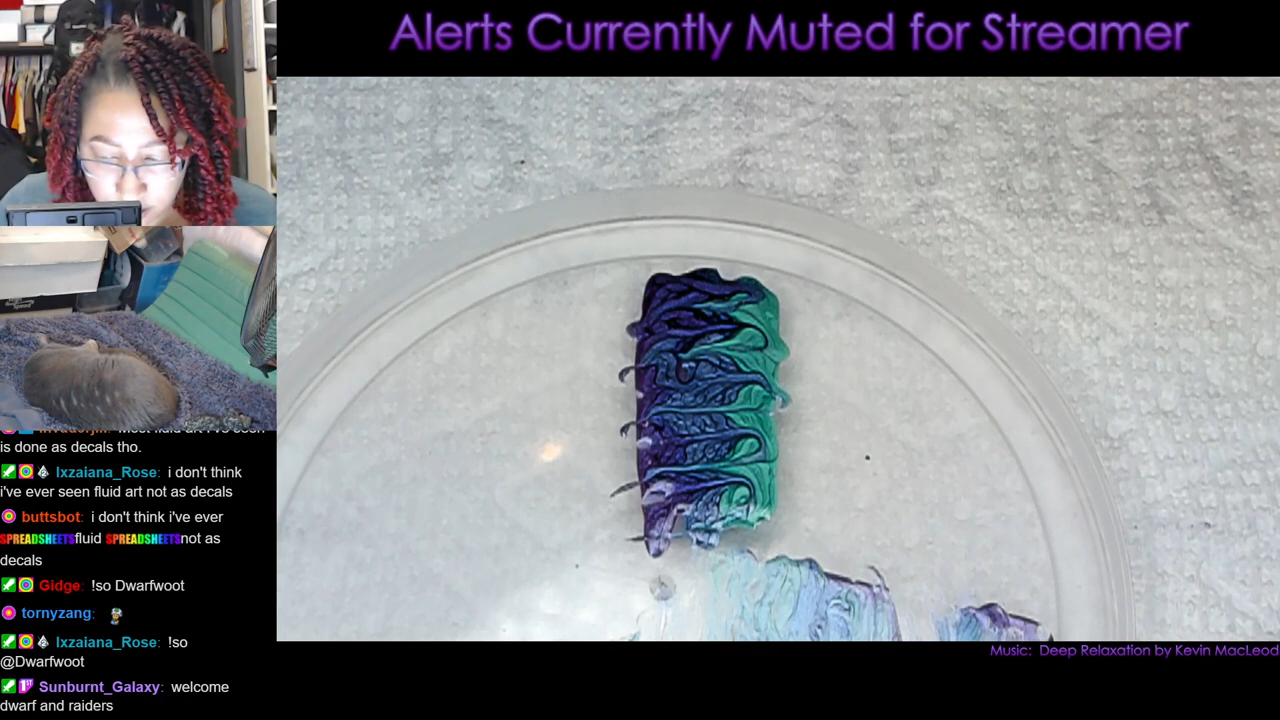 Alerts Currently Muted for Streamer
is done as decals tho.
Ixzaiana_Rose: i don't think
i've ever seen fluid art not as decals
buttsbot: i don't think i've ever
SPREADSHEETS fluid SPREADSHEETS not as
decals
Gidge: !so Dwarfwoot
tornyzang:
Ixzaiana_Rose: !so
@Dwarfwoot
Sunburnt_Galaxy: welcome
dwarf and raiders
Music: Deep Relaxation by Kevin MacLeod